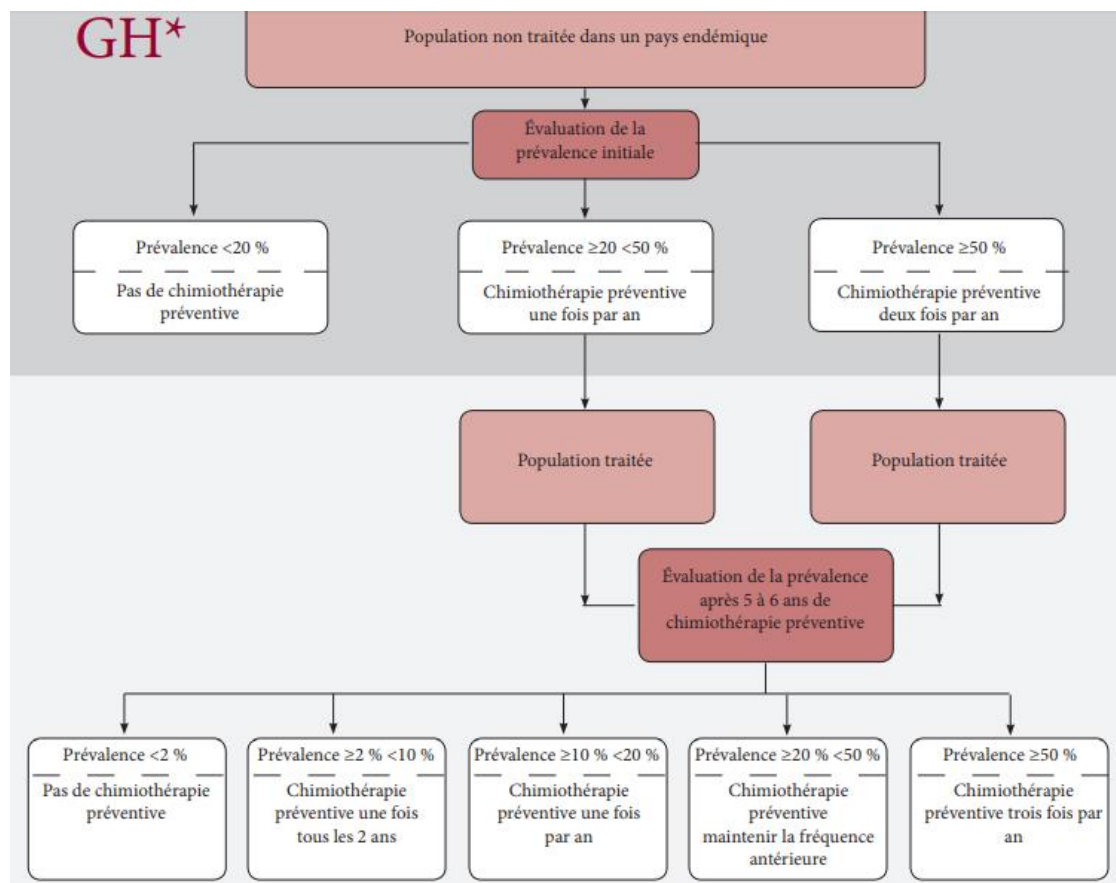 GH*
Population non traitée dans un pays endémique
Évaluation de la
prévalence initiale
Prévalence <20 %
Pas de chimiothérapie
préventive
Prévalence ≥20 <50 %
Chimiothérapie préventive
une fois par an
Prévalence ≥50 %
Chimiothérapie préventive
deux fois par an
Population traitée
Population traitée
Évaluation de la prévalence
après 5 à 6 ans de
chimiothérapie préventive
Prévalence <2 %
Pas de chimiothérapie
préventive
Prévalence ≥2 % <10 %
Chimiothérapie
préventive une fois
tous les 2 ans
Prévalence ≥10 % <20 %
Chimiothérapie
préventive une fois
par an
Prévalence ≥20 % <50 %
Chimiothérapie
préventive
maintenir la fréquence
antérieure
Prévalence ≥50 %
Chimiothérapie
préventive trois fois par
an